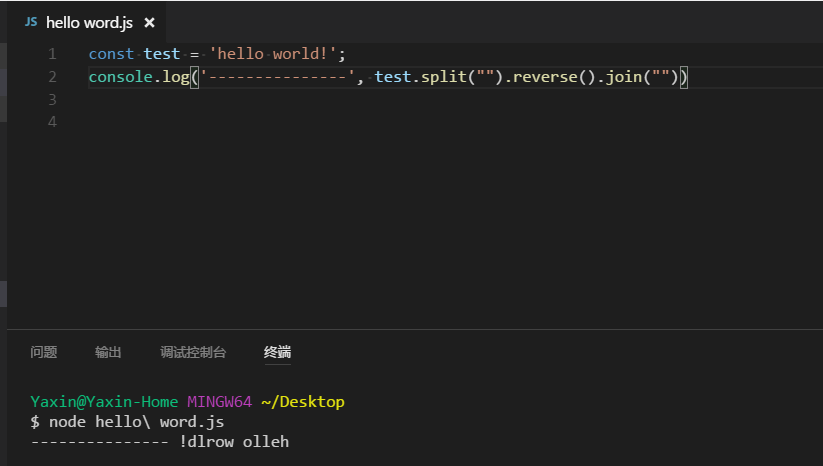 JS hello word.js ×
1 const test = 'hello world!';
2 console.log('---------------', test.split("").reverse().join(""))
3
4
问题 输出 调试控制台 终端
Yaxin@Yaxin-Home MINGW64 ~/Desktop
$ node hello\ word.js
--------------- !dlrow olleh